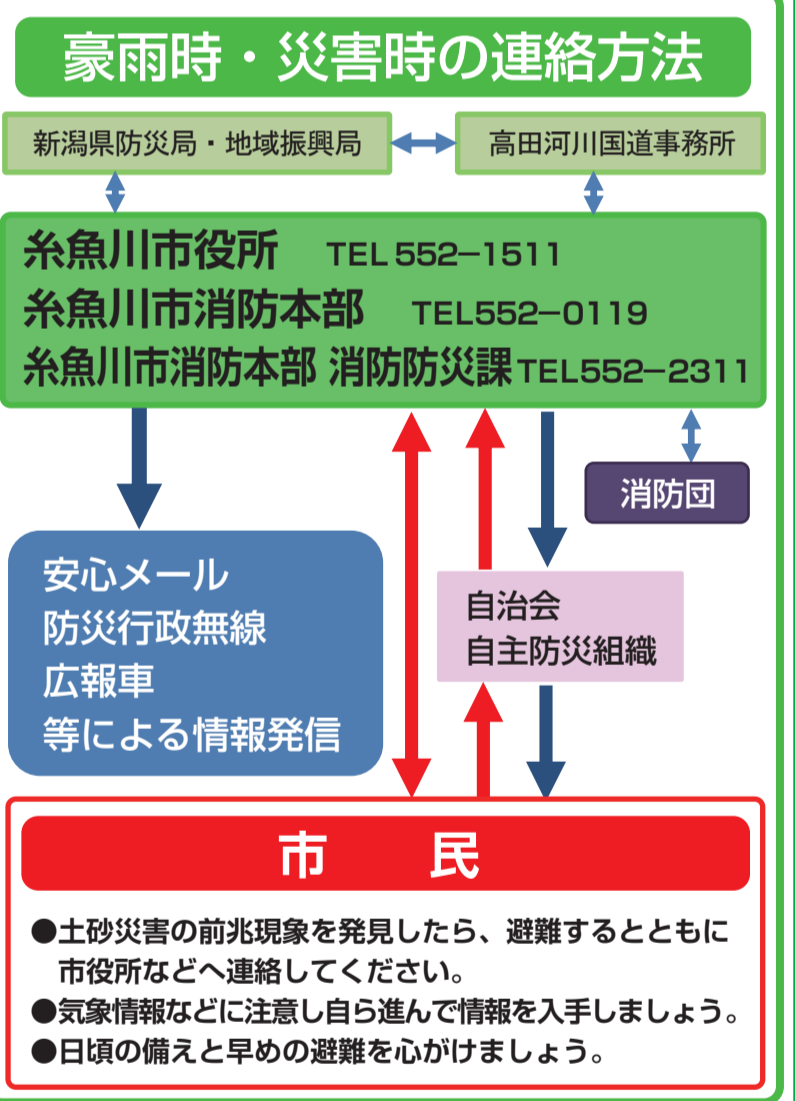 豪雨時・災害時の連絡方法
新潟県防災局・地域振興局
高田河川国道事務所
糸魚川市役所 TEL 552−1511
糸魚川市消防本部 TEL552−0119
糸魚川市消防本部 消防防災課 TEL552−2311
消防団
安心メール
防災行政無線
広報車
等による情報発信
自治会
自主防災組織
市 民
●土砂災害の前兆現象を発見したら、避難するとともに
市役所などへ連絡してください。
●気象情報などに注意し自ら進んで情報を入手しましょう。
●日頃の備えと早めの避難を心がけましょう。